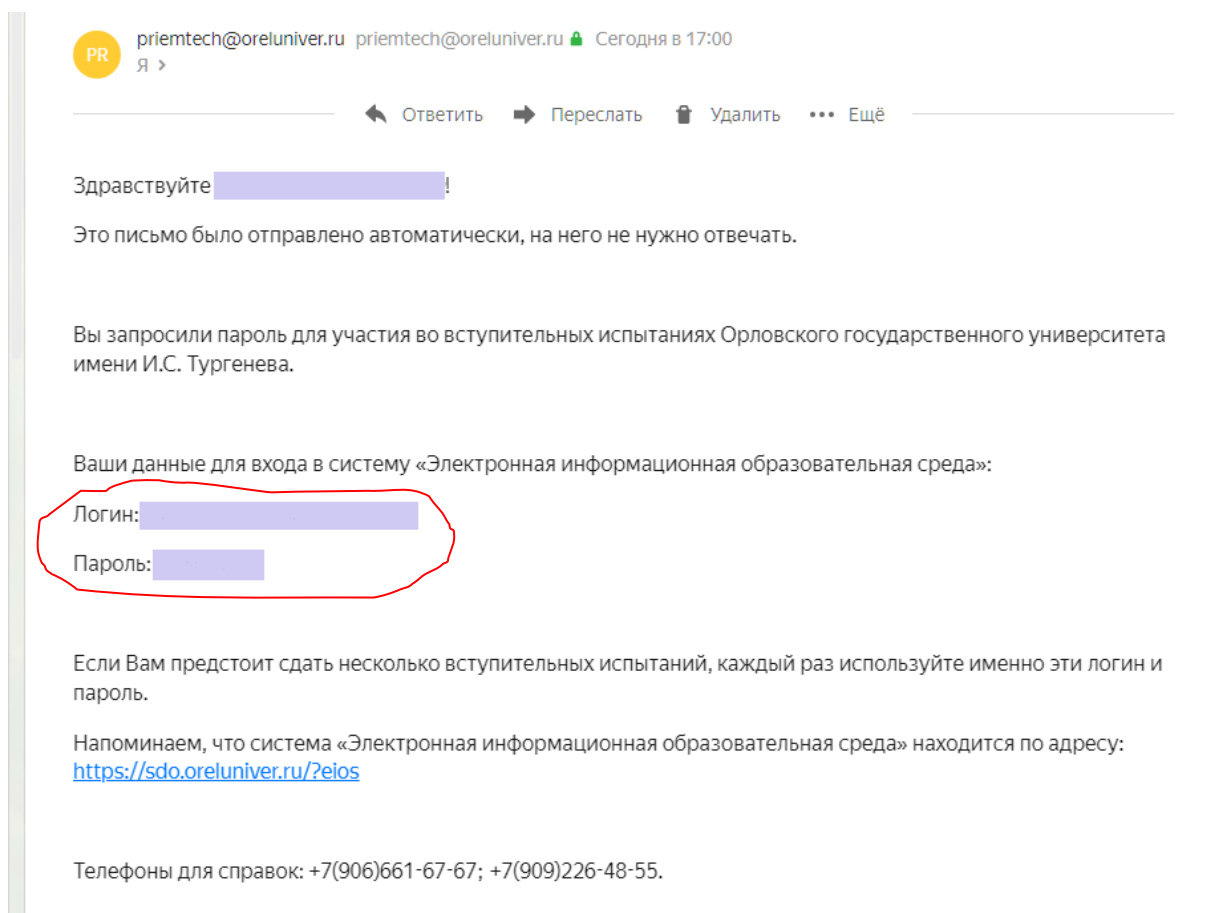 PR
priemtech@oreluniver.ru priemtech@oreluniver.ru Сегодня в 17:00
Я >
Ответить Переслать Удалить ••• Ещё
Здравствуйте !
Это письмо было отправлено автоматически, на него не нужно отвечать.
Вы запросили пароль для участия во вступительных испытаниях Орловского государственного университета
имени И.С. Тургенева.
Ваши данные для входа в систему «Электронная информационная образовательная среда»:
Логин:
Пароль:
Если Вам предстоит сдать несколько вступительных испытаний, каждый раз используйте именно эти логин и
пароль.
Напоминаем, что система «Электронная информационная образовательная среда» находится по адресу:
https://sdo.oreluniver.ru/?eios
Телефоны для справок: +7(906)661-67-67; +7(909)226-48-55.